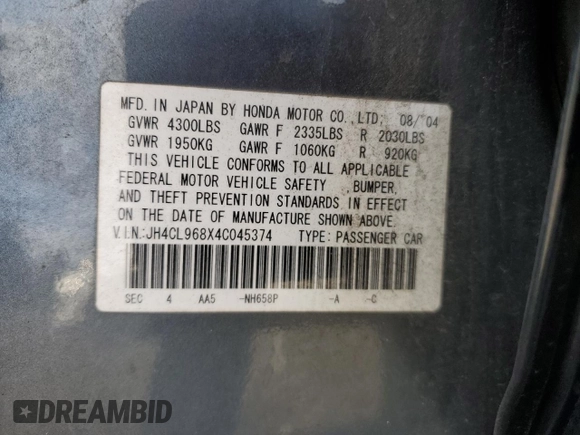 MFD. IN JAPAN BY HONDA MOTOR CO.,LTD; 08/'04
GVWR 4300LBS GAWR F 2335LBS R 2030LBS
GVWR 1950KG GAWR F 1060KG R 920KG
THIS VEHICLE CONFORMS TO ALL APPLICABLE
FEDERAL MOTOR VEHICLE SAFETY ,BUMPER,
AND THEFT PREVENTION STANDARDS IN EFFECT
ON THE DATE OF MANUFACTURE SHOWN ABOVE.
V.I.N.:JH4CL968X4C045374 TYPE: PASSENGER CAR
SEC 4 AA5 -NH658P -A -C
DREAMBID